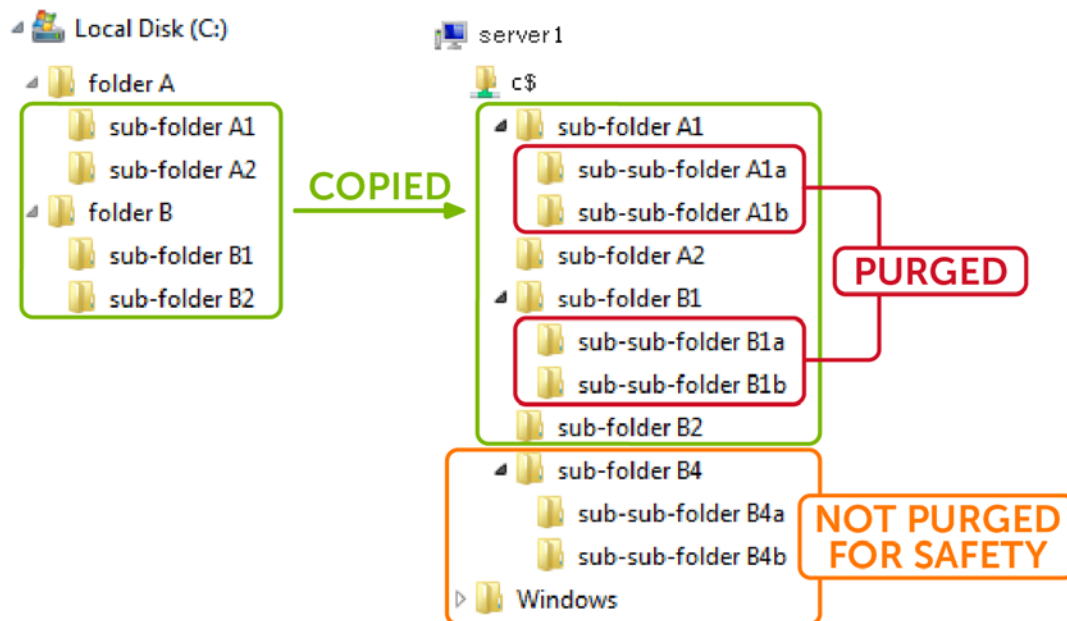 Local Disk (C:)
folder A
sub-folder A1
sub-folder A2
folder B
sub-folder B1
sub-folder B2
COPIED
server1
c$
sub-folder A1
sub-sub-folder A1a
sub-sub-folder A1b
sub-folder A2
sub-folder B1
sub-sub-folder B1a
sub-sub-folder B1b
sub-folder B2
sub-folder B4
sub-sub-folder B4a
sub-sub-folder B4b
Windows
PURGED
NOT PURGED
FOR SAFETY